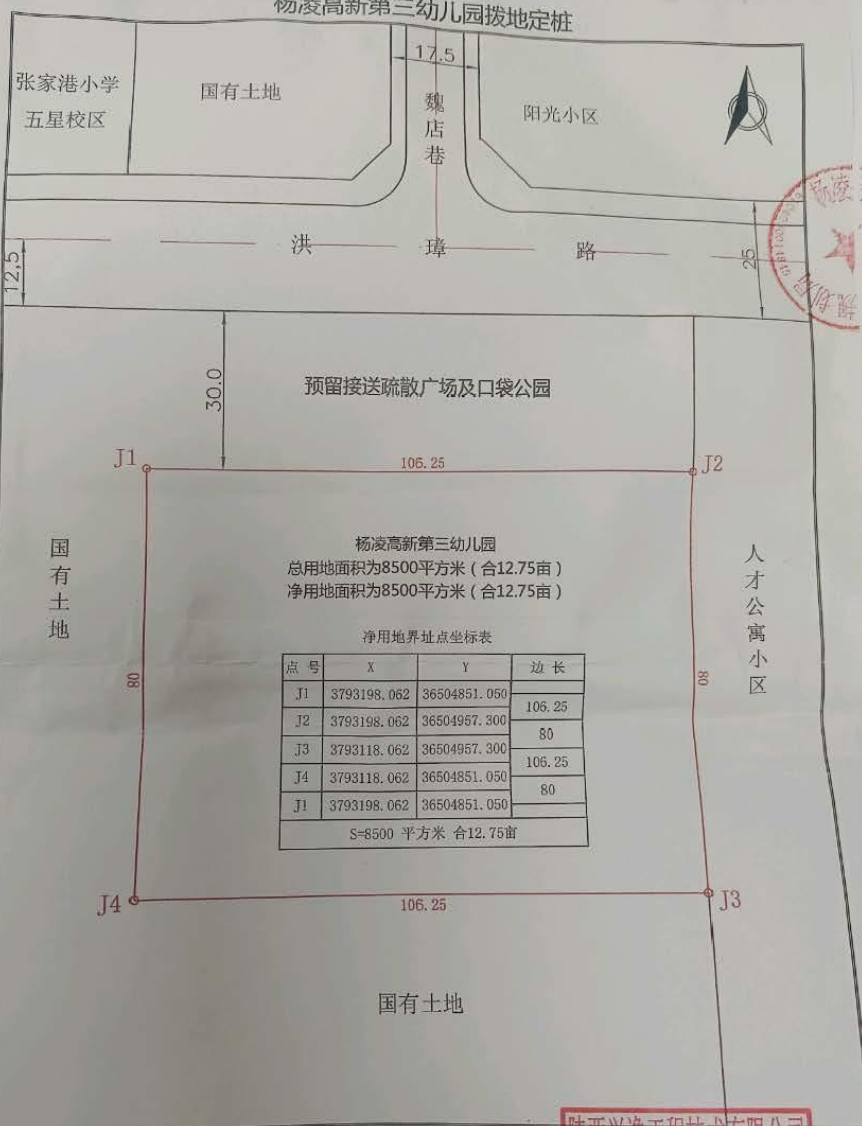 杨凌高新第三幼儿园拨地定桩
17.5
张家港小学
五星校区
国有土地
魏店巷
阳光小区
杨凌
规划局
洪璋路
12.5
25
30.0
预留接送疏散广场及口袋公园
J1
106.25
J2
国有土地
杨凌高新第三幼儿园
总用地面积为8500平方米（合12.75亩）
净用地面积为8500平方米（合12.75亩）
人才公寓小区
净用地界址点坐标表
点 号 X Y 边 长
J1 3793198.062 36504851.050
106.25
J2 3793198.062 36504957.300
80
J3 3793118.062 36504957.300
106.25
J4 3793118.062 36504851.050
80
J1 3793198.062 36504851.050
S=8500 平方米 合12.75亩
80
80
J4
106.25
J3
国有土地